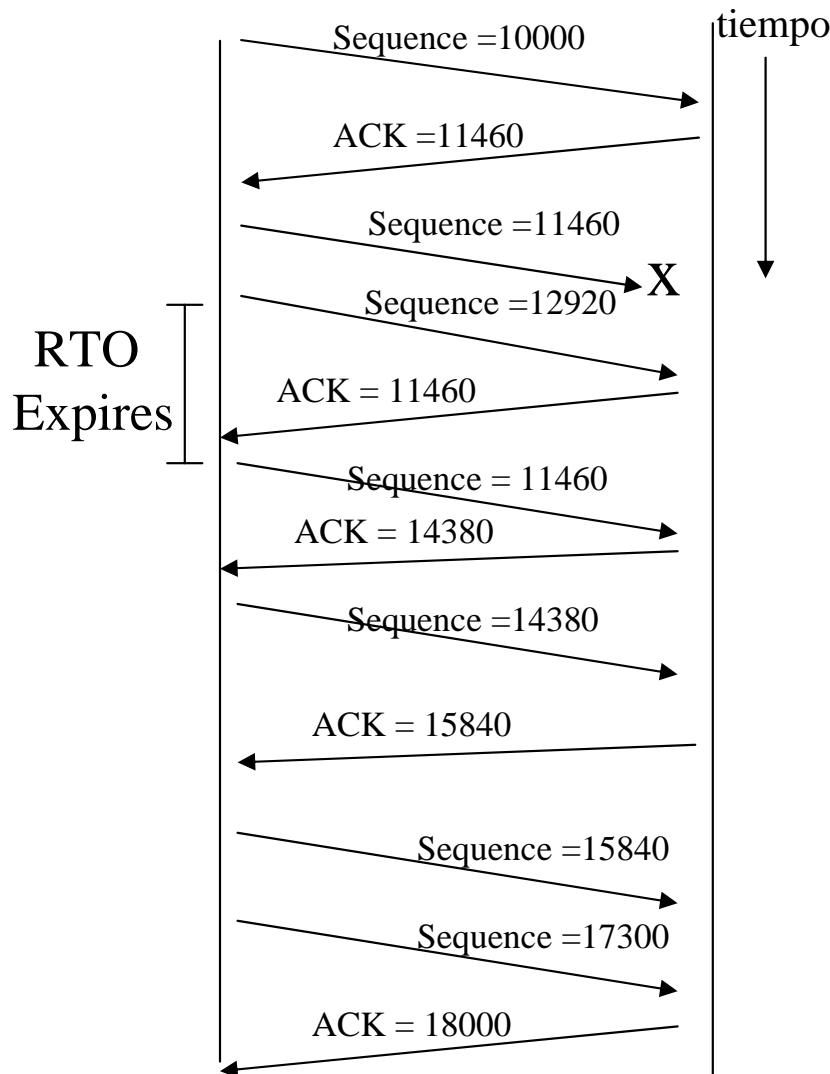 tiempo
Sequence =10000
ACK =11460
Sequence =11460
X
Sequence =12920
RTO
Expires
ACK = 11460
Sequence = 11460
ACK = 14380
Sequence =14380
ACK = 15840
Sequence =15840
Sequence =17300
ACK = 18000